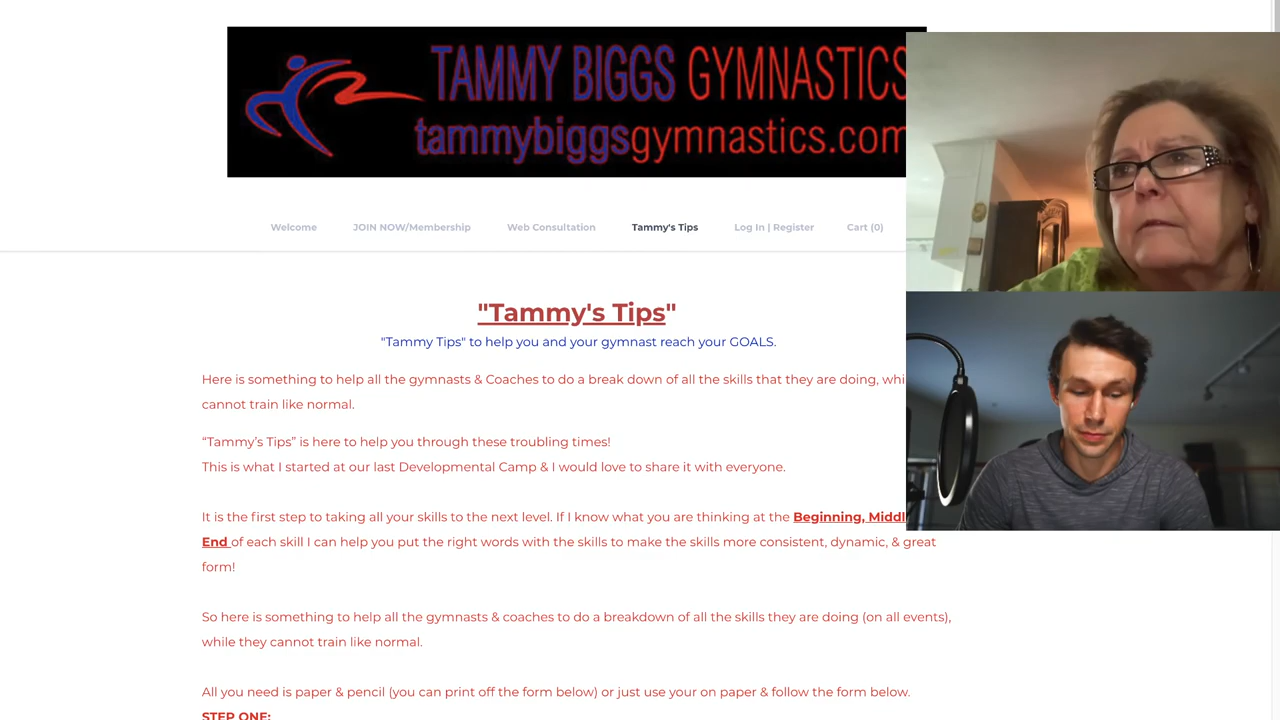 TAMMY BIGGS GYMNASTICS
tammybiggsgymnastics.com
Welcome JOIN NOW/Membership Web Consultation Tammy's Tips Log In | Register Cart (0)
"Tammy's Tips"
"Tammy Tips" to help you and your gymnast reach your GOALS.
Here is something to help all the gymnasts & Coaches to do a break down of all the skills that they are doing,
cannot train like normal.
“Tammy’s Tips” is here to help you through these troubling times!
This is what I started at our last Developmental Camp & I would love to share it with everyone.
It is the first step to taking all your skills to the next level. If I know what you are thinking at the Beginning,
End of each skill I can help you put the right words with the skills to make the skills more consistent, dynamic, & great
form!
So here is something to help all the gymnasts & coaches to do a breakdown of all the skills they are doing (on all events),
while they cannot train like normal.
All you need is paper & pencil (you can print off the form below) or just use your on paper & follow the form below.
STEP ONE: